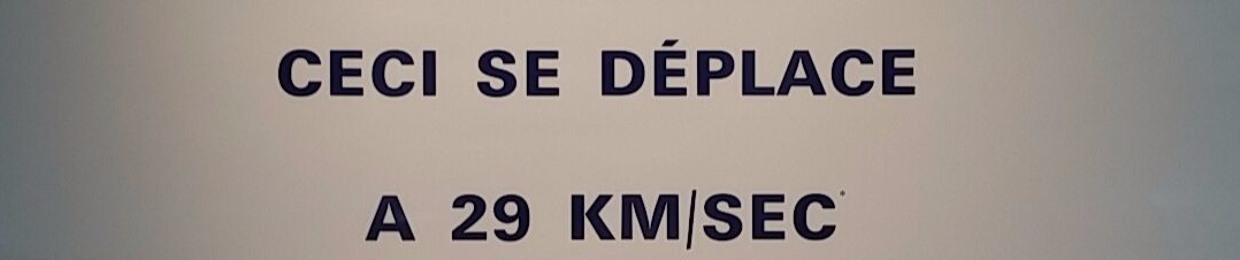 CECI SE DÉPLACE
A 29 KM/SEC*